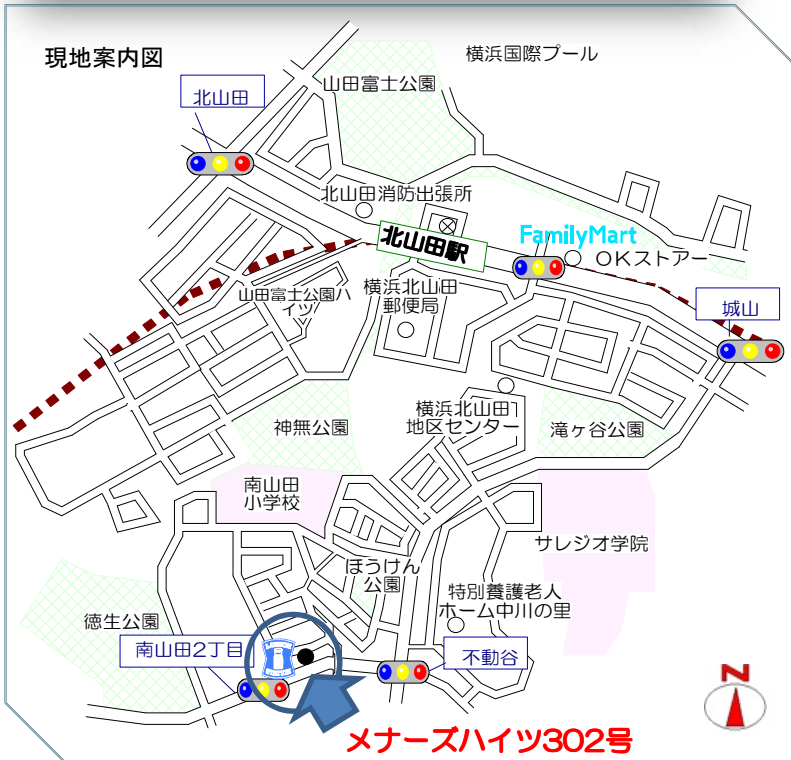 現地案内図
横浜国際プール
山田富士公園
北山田
北山田消防出張所
北山田駅
FamilyMart
OKストアー
山田富士公園ハ
イツ
横浜北山田
郵便局
城山
神無公園
横浜北山田
地区センター
滝ヶ谷公園
南山田
小学校
サレジオ学院
ほうけん
公園
特別養護老人
ホーム中川の里
徳生公園
南山田2丁目
不動谷
N
メナーズハイツ302号